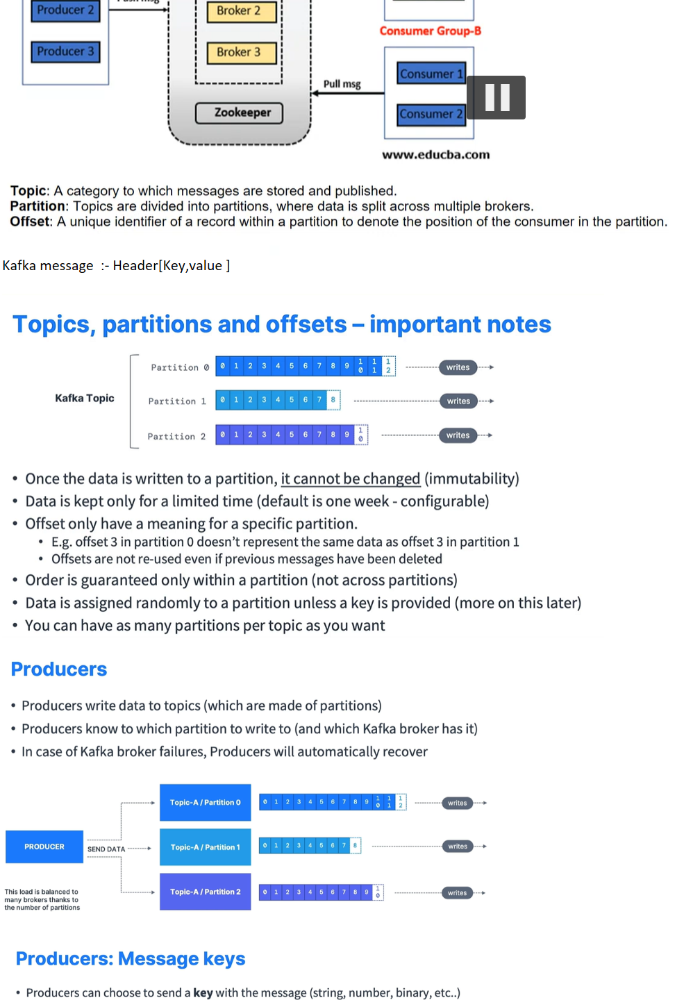 Push msg
Producer 2
Broker 2
Consumer Group-B
Producer 3
Broker 3
Consumer 1
Pull msg
Zookeeper
Consumer 2
www.educba.com
Topic: A category to which messages are stored and published.
Partition: Topics are divided into partitions, where data is split across multiple brokers.
Offset: A unique identifier of a record within a partition to denote the position of the consumer in the partition.
Kafka message :- Header[Key,value ]
Topics, partitions and offsets – important notes
Kafka Topic
Partition 0 0 1 2 3 4 5 6 7 8 9 10 11 12 writes
Partition 1 0 1 2 3 4 5 6 7 8 writes
Partition 2 0 1 2 3 4 5 6 7 8 9 10 writes
• Once the data is written to a partition, it cannot be changed (immutability)
• Data is kept only for a limited time (default is one week - configurable)
• Offset only have a meaning for a specific partition.
• E.g. offset 3 in partition 0 doesn’t represent the same data as offset 3 in partition 1
• Offsets are not re-used even if previous messages have been deleted
• Order is guaranteed only within a partition (not across partitions)
• Data is assigned randomly to a partition unless a key is provided (more on this later)
• You can have as many partitions per topic as you want
Producers
• Producers write data to topics (which are made of partitions)
• Producers know to which partition to write to (and which Kafka broker has it)
• In case of Kafka broker failures, Producers will automatically recover
PRODUCER
SEND DATA
Topic-A / Partition 0 0 1 2 3 4 5 6 7 8 9 10 11 12 writes
Topic-A / Partition 1 0 1 2 3 4 5 6 7 8 writes
Topic-A / Partition 2 0 1 2 3 4 5 6 7 8 9 10 writes
This load is balanced to
many brokers thanks to
the number of partitions
Producers: Message keys
• Producers can choose to send a key with the message (string, number, binary, etc..)